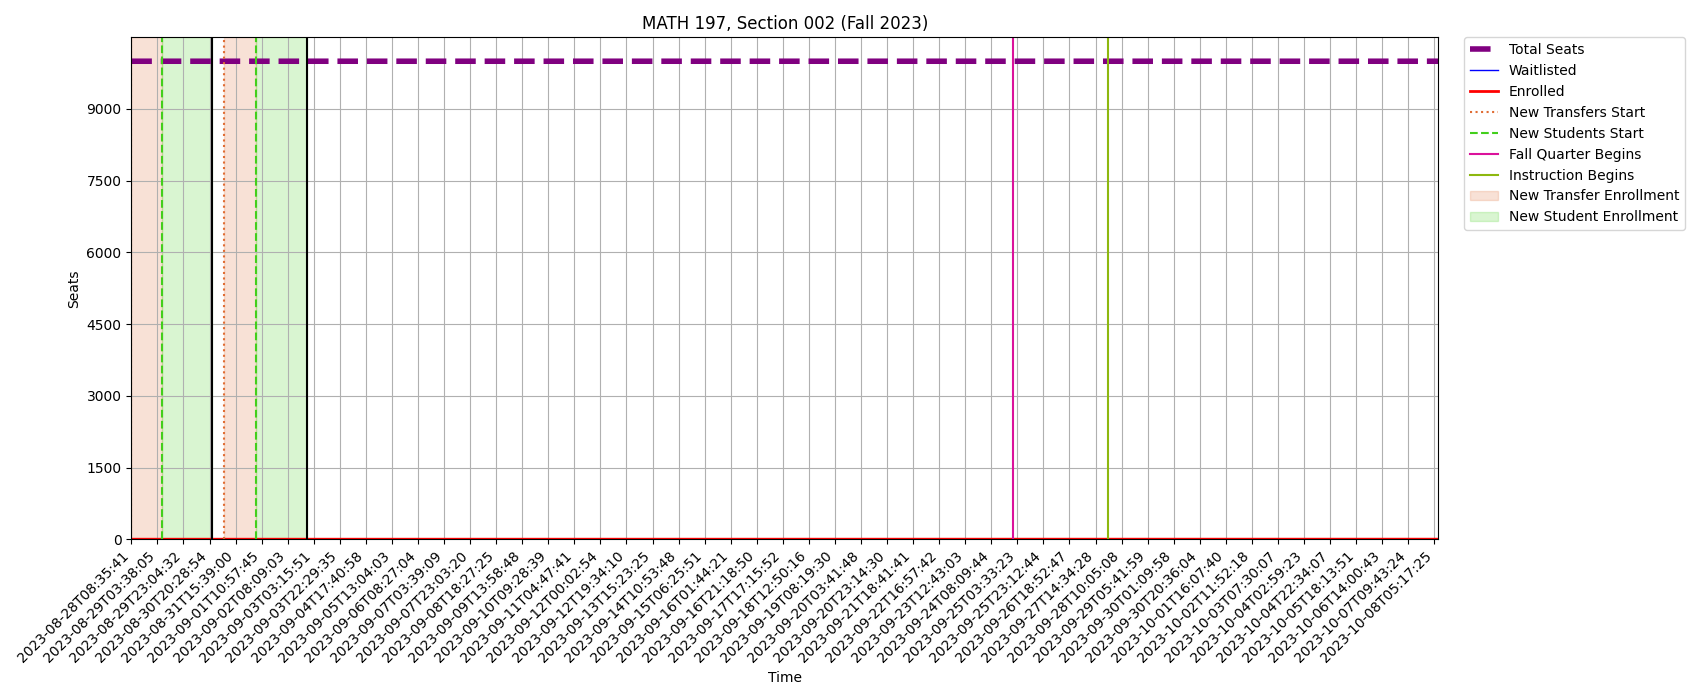 MATH 197, Section 002 (Fall 2023)
Total Seats
Waitlisted
Enrolled
New Transfers Start
New Students Start
Fall Quarter Begins
Instruction Begins
New Transfer Enrollment
New Student Enrollment
Seats
9000
7500
6000
4500
3000
1500
0
2023-08-28T08:35:41
2023-08-29T03:38:05
2023-08-29T23:04:32
2023-08-30T20:28:54
2023-08-31T15:39:00
2023-09-01T10:57:45
2023-09-02T08:09:03
2023-09-03T03:15:51
2023-09-03T22:29:35
2023-09-04T17:40:58
2023-09-05T13:04:03
2023-09-06T08:27:04
2023-09-07T03:39:09
2023-09-07T23:03:20
2023-09-08T18:27:25
2023-09-09T13:58:48
2023-09-10T09:28:39
2023-09-11T04:47:41
2023-09-12T00:02:54
2023-09-12T19:34:10
2023-09-13T15:23:25
2023-09-14T10:53:48
2023-09-15T06:25:51
2023-09-16T01:44:21
2023-09-16T21:18:50
2023-09-17T17:15:52
2023-09-18T12:50:16
2023-09-19T08:19:30
2023-09-20T03:41:48
2023-09-20T23:14:30
2023-09-21T18:41:41
2023-09-22T16:57:42
2023-09-23T12:43:03
2023-09-24T08:09:44
2023-09-25T03:33:23
2023-09-25T23:12:44
2023-09-26T18:52:47
2023-09-27T14:34:28
2023-09-28T10:05:08
2023-09-29T05:41:59
2023-09-30T01:09:58
2023-09-30T20:36:04
2023-10-01T16:07:40
2023-10-02T11:52:18
2023-10-03T07:30:07
2023-10-04T02:59:23
2023-10-04T22:34:07
2023-10-05T18:13:51
2023-10-06T14:00:43
2023-10-07T09:43:24
2023-10-08T05:17:25
Time